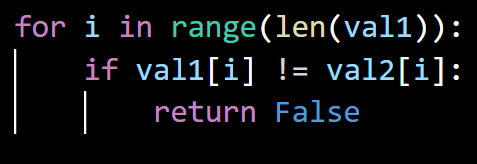 for i in range(len(val1)):
    if val1[i] != val2[i]:
        return False